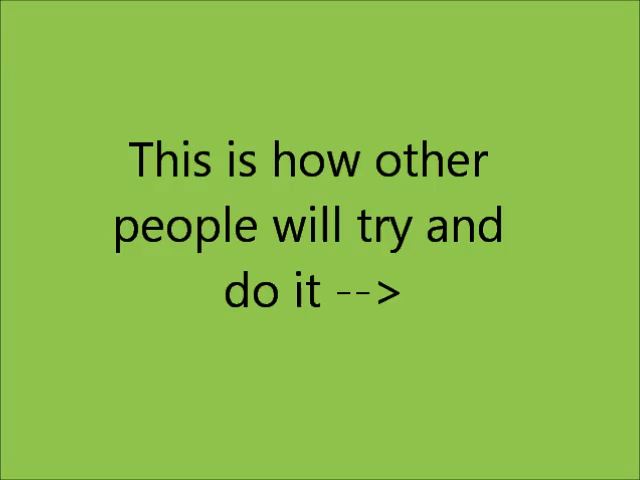 This is how other
people will try and
do it -->